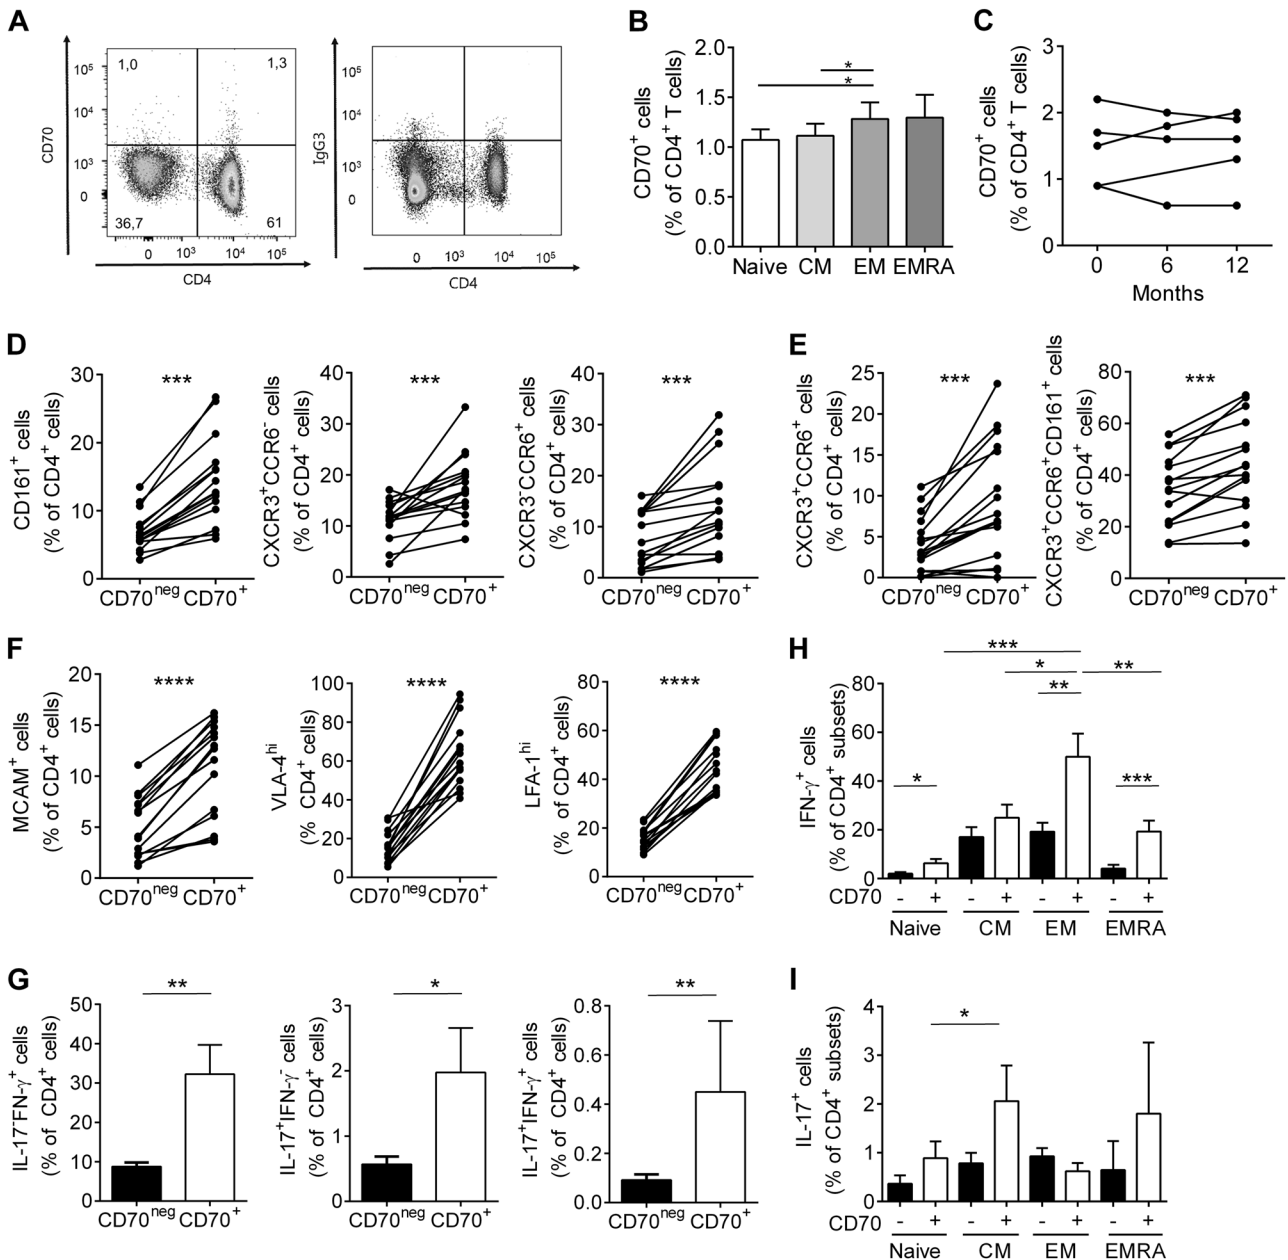 A
CD70
10⁵
10⁴
10³
0
1,0
1,3
36,7
61
0
10³
10⁴
10⁵
CD4
IgG3
10⁵
10⁴
10³
0
0
10³
10⁴
10⁵
CD4
B
CD70⁺ cells
(% of CD4⁺ T cells)
2.0
1.5
1.0
0.5
0.0
*
*
Naive CM EM EMRA
C
CD70⁺ cells
(% of CD4⁺ T cells)
3
2
1
0
0 6 12
Months
D
CD161⁺ cells
(% of CD4⁺ cells)
30
20
10
0
***
CD70ⁿᵉᵍ CD70⁺
CXCR3⁺CCR6⁻ cells
(% of CD4⁺ cells)
40
30
20
10
0
***
CD70ⁿᵉᵍ CD70⁺
CXCR3⁻CCR6⁺ cells
(% of CD4⁺ cells)
40
30
20
10
0
***
CD70ⁿᵉᵍ CD70⁺
E
CXCR3⁺CCR6⁺ cells
(% of CD4⁺ cells)
25
20
15
10
5
0
***
CD70ⁿᵉᵍ CD70⁺
CXCR3⁺CCR6⁺CD161⁺ cells
(% of CD4⁺ cells)
80
60
40
20
0
***
CD70ⁿᵉᵍ CD70⁺
F
MCAM⁺ cells
(% of CD4⁺ cells)
20
15
10
5
0
****
CD70ⁿᵉᵍ CD70⁺
VLA-4ʰⁱ
(% CD4⁺ cells)
100
80
60
40
20
0
****
CD70ⁿᵉᵍ CD70⁺
LFA-1ʰⁱ
(% of CD4⁺ cells)
80
60
40
20
0
****
CD70ⁿᵉᵍ CD70⁺
H
IFN-γ⁺ cells
(% of CD4⁺ subsets)
80
60
40
20
0
***
* **
**
* ***
CD70 - + - + - + - +
Naive CM EM EMRA
G
IL-17⁻FN-γ⁺ cells
(% of CD4⁺ cells)
50
40
30
20
10
0
**
CD70ⁿᵉᵍ CD70⁺
IL-17⁺IFN-γ⁻ cells
(% of CD4⁺ cells)
3
2
1
0
*
CD70ⁿᵉᵍ CD70⁺
IL-17⁺IFN-γ⁺ cells
(% of CD4⁺ cells)
0.8
0.6
0.4
0.2
0.0
**
CD70ⁿᵉᵍ CD70⁺
I
IL-17⁺ cells
(% of CD4⁺ subsets)
4
3
2
1
0
*
CD70 - + - + - + - +
Naive CM EM EMRA